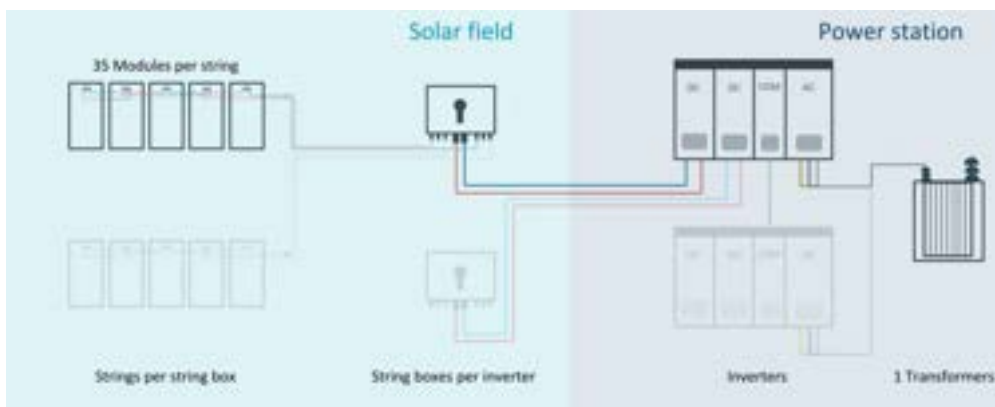 Solar field
Power station
35 Modules per string
DC
DC
COM
AC
Strings per string box
String boxes per inverter
Inverters
1 Transformers